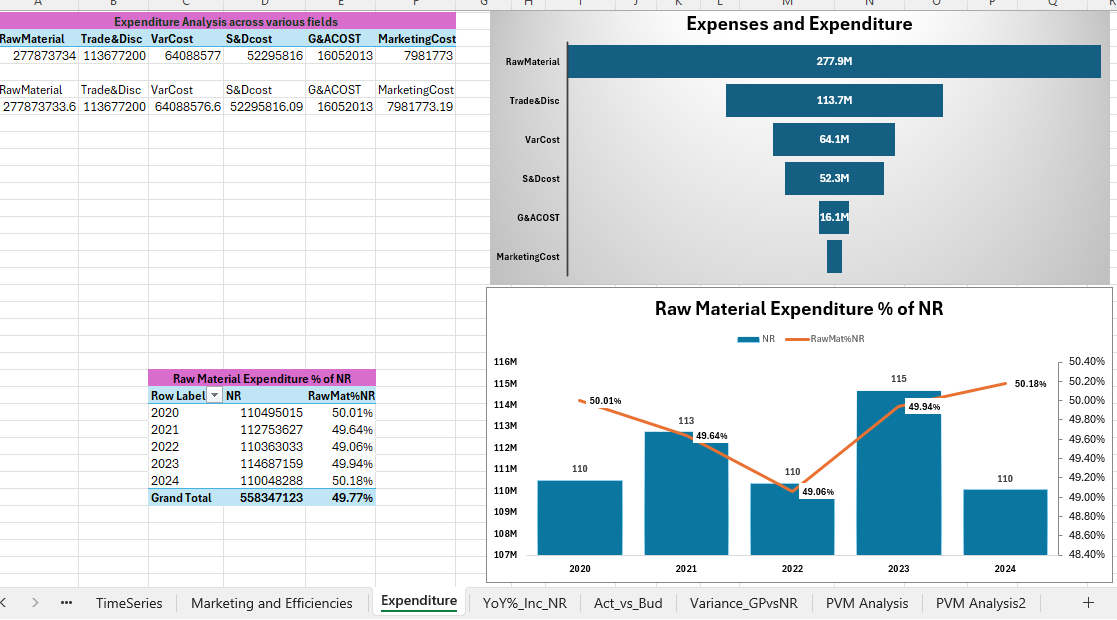 A B C D E F G H I J K L M N O P Q R
Expenditure Analysis across various fields
RawMaterial Trade&Disc VarCost S&Dcost G&ACOST MarketingCost
277873734 113677200 64088577 52295816 16052013 7981773
RawMaterial Trade&Disc VarCost S&Dcost G&ACOST MarketingCost
277873733.6 113677200 64088576.6 52295816.09 16052013 7981773.19
Expenses and Expenditure
RawMaterial 277.9M
Trade&Disc 113.7M
VarCost 64.1M
S&Dcost 52.3M
G&ACOST 16.1M
MarketingCost
Raw Material Expenditure % of NR
Row Label NR RawMat%NR
2020 110495015 50.01%
2021 112753627 49.64%
2022 110363033 49.06%
2023 114687159 49.94%
2024 110048288 50.18%
Grand Total 558347123 49.77%
Raw Material Expenditure % of NR
NR RawMat%NR
116M
115M
114M
113M
112M
111M
110M
109M
108M
107M
110
113
110
115
110
50.01%
49.64%
49.06%
49.94%
50.18%
50.40%
50.20%
50.00%
49.80%
49.60%
49.40%
49.20%
49.00%
48.80%
48.60%
48.40%
2020 2021 2022 2023 2024
TimeSeries Marketing and Efficiencies Expenditure YoY%_Inc_NR Act_vs_Bud Variance_GPvsNR PVM Analysis PVM Analysis2